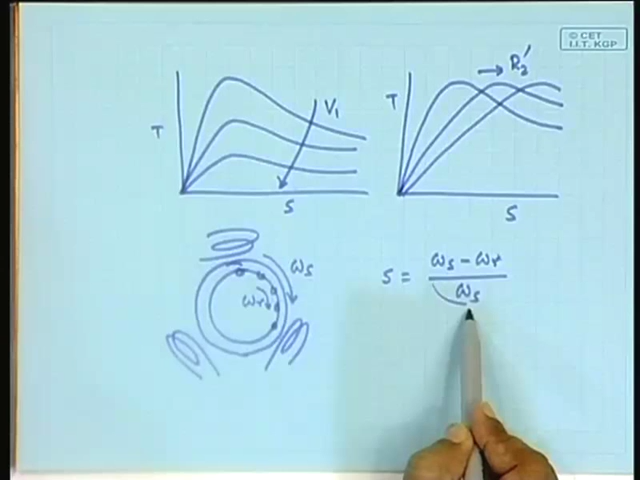 © CET
I.I.T. KGP
T
V₁
S
T
R₂'
S
ωs
ωr
s = (ωs − ωr) / ωs